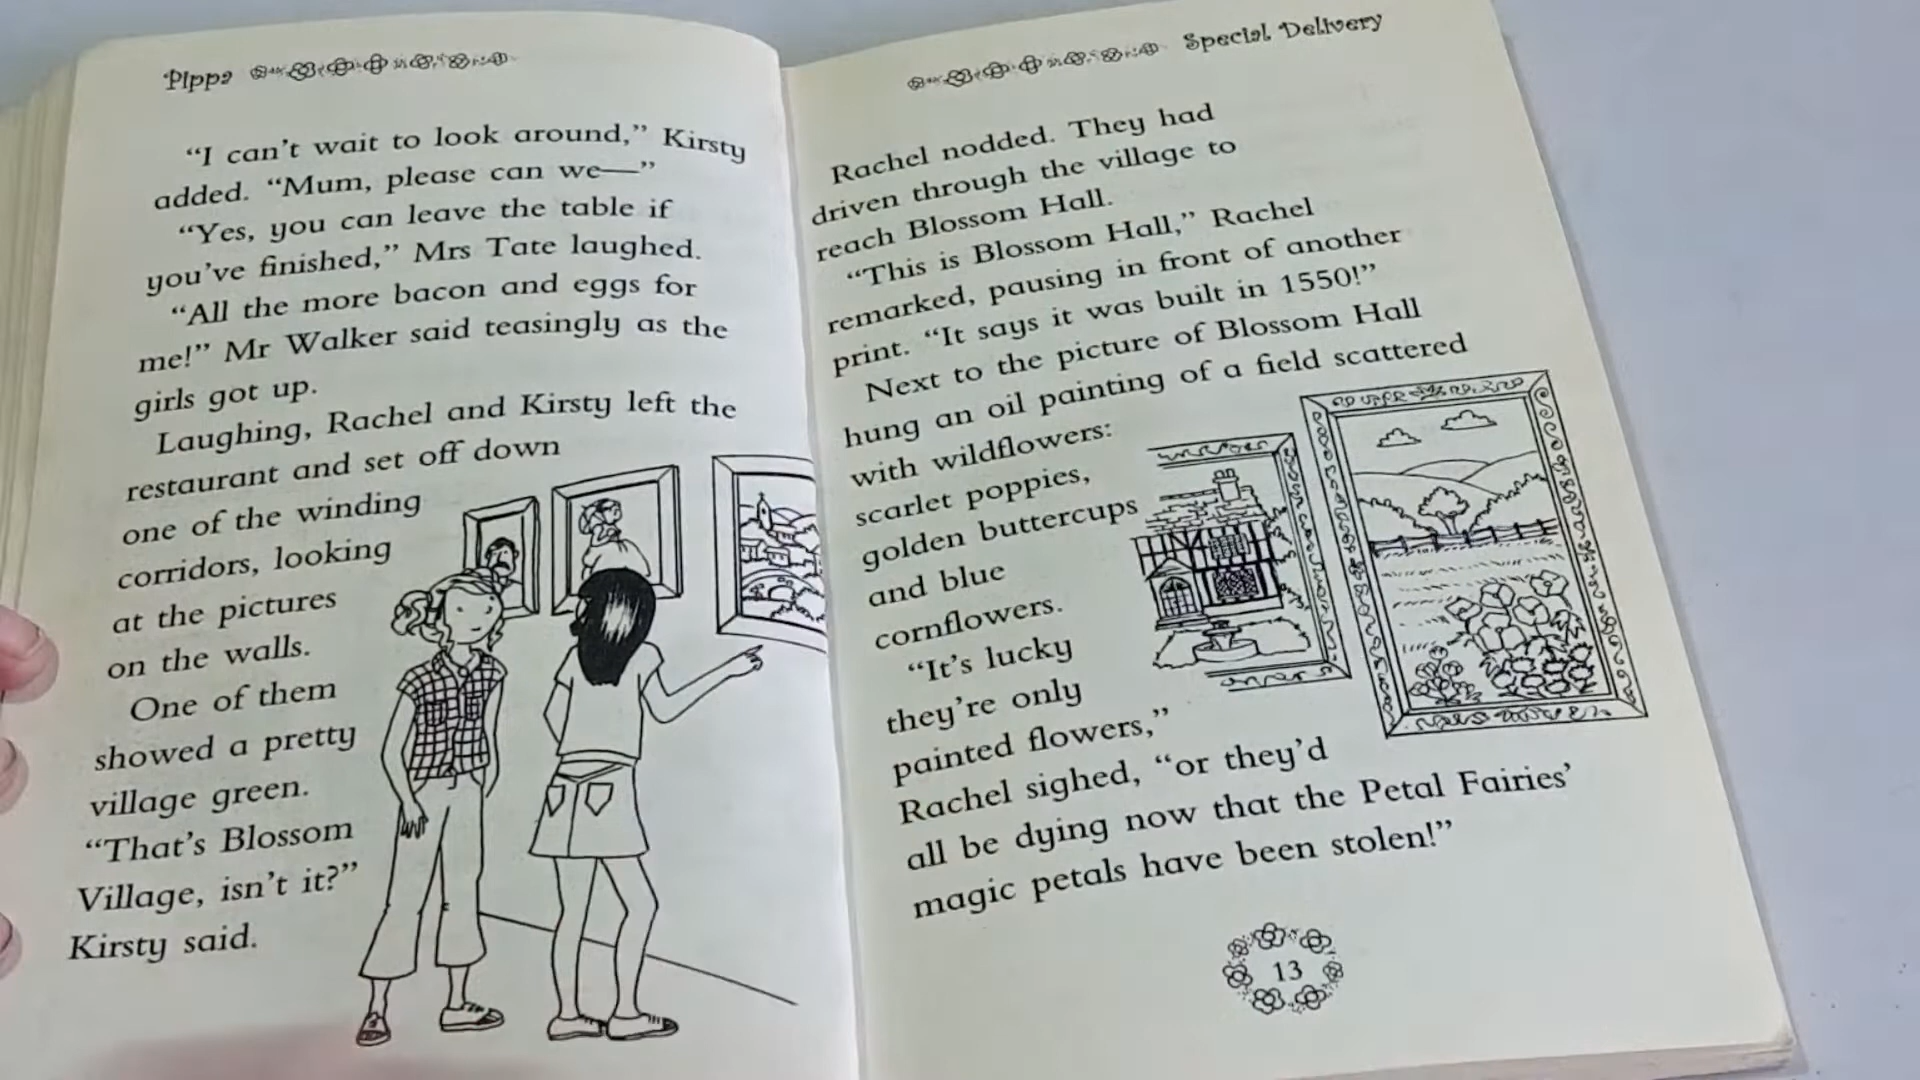 Pippa
“I can’t wait to look around,” Kirsty
added. “Mum, please can we—”
“Yes, you can leave the table if
you’ve finished,” Mrs Tate laughed.
“All the more bacon and eggs for
me!” Mr Walker said teasingly as the
girls got up.
Laughing, Rachel and Kirsty left the
restaurant and set off down
one of the winding
corridors, looking
at the pictures
on the walls.
One of them
showed a pretty
village green.
“That’s Blossom
Village, isn’t it?”
Kirsty said.
Special Delivery
Rachel nodded. They had
driven through the village to
reach Blossom Hall.
“This is Blossom Hall,” Rachel
remarked, pausing in front of another
print. “It says it was built in 1550!”
Next to the picture of Blossom Hall
hung an oil painting of a field scattered
with wildflowers:
scarlet poppies,
golden buttercups
and blue
cornflowers.
“It’s lucky
they’re only
painted flowers,”
Rachel sighed, “or they’d
all be dying now that the Petal Fairies’
magic petals have been stolen!”
13